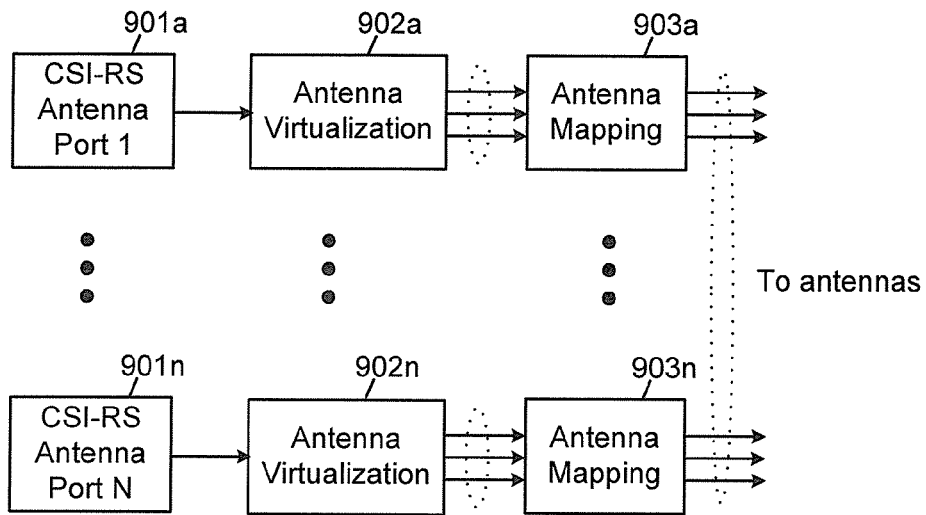 901a
902a
903a
CSI-RS
Antenna
Port 1
Antenna
Virtualization
Antenna
Mapping
To antennas
901n
902n
903n
CSI-RS
Antenna
Port N
Antenna
Virtualization
Antenna
Mapping